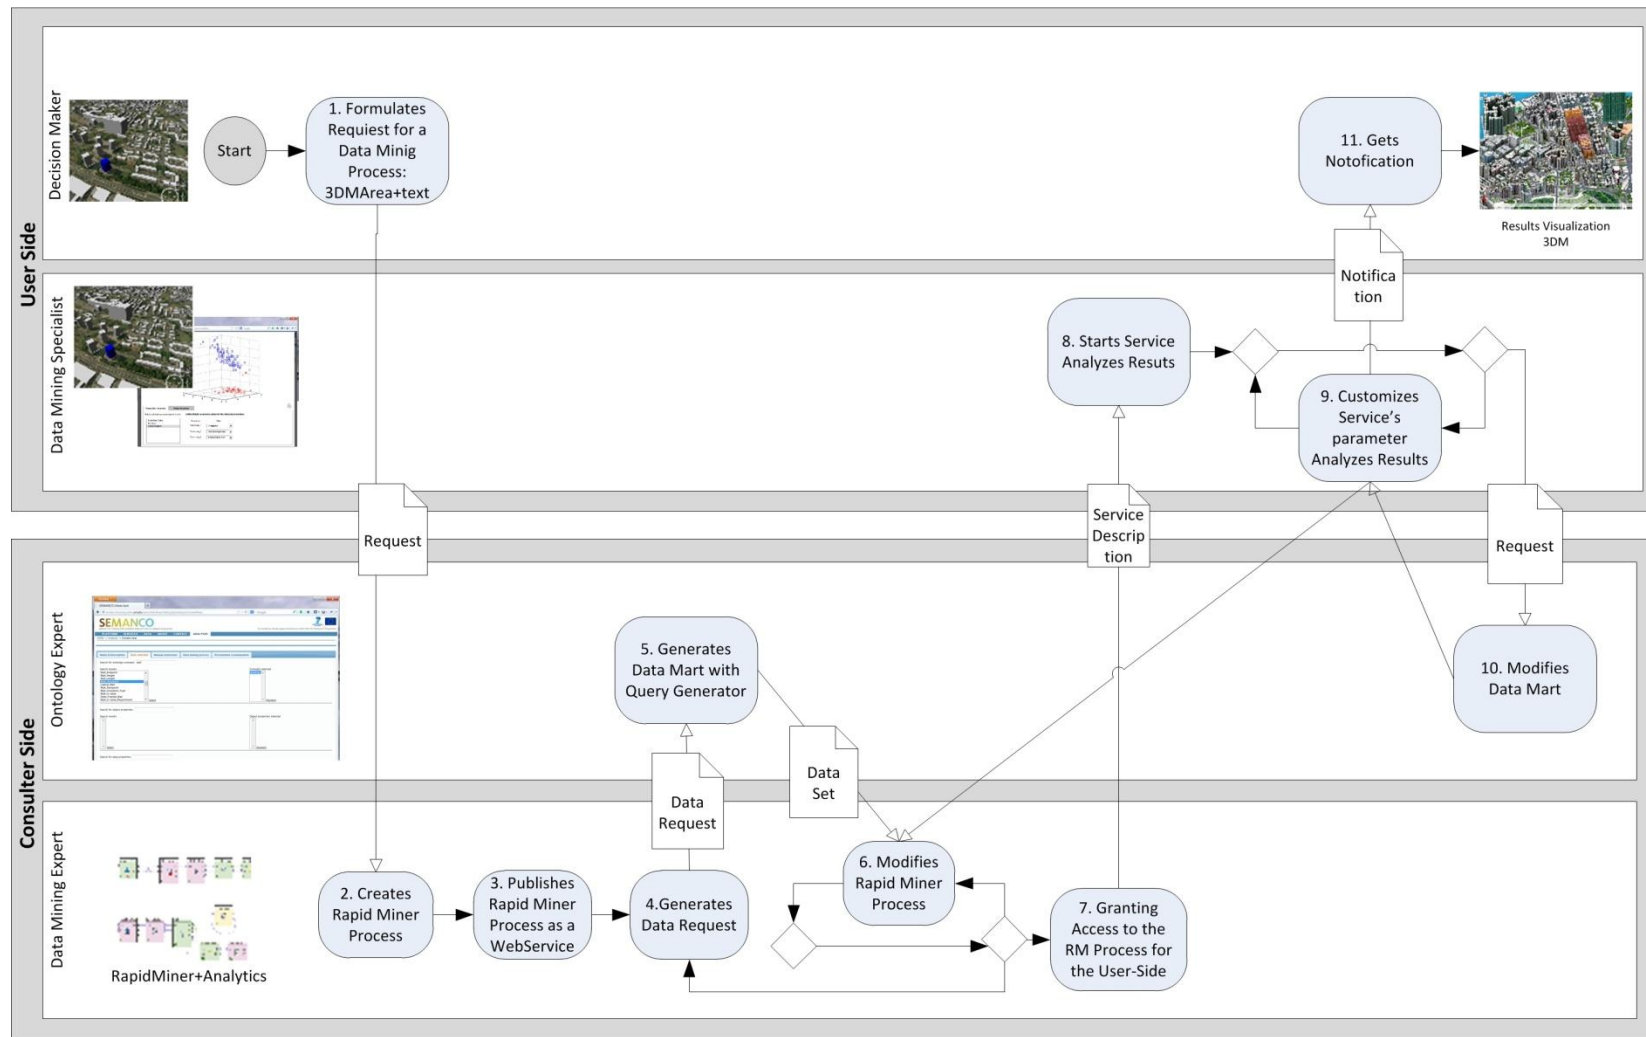 User Side
Decision Maker
Start
1. Formulates
Requiest for a
Data Minig
Process:
3DMArea+text
11. Gets
Notofication
Results Visualization
3DM
Data Mining Specialist
Notifica
tion
8. Starts Service
Analyzes Resuts
9. Customizes
Service's
parameter
Analyzes Results
Request
Service
Descrip
tion
Request
Consulter Side
Ontology Expert
SEMANCO
5. Generates
Data Mart with
Query Generator
10. Modifies
Data Mart
Data
Request
Data
Set
Data Mining Expert
RapidMiner+Analytics
2. Creates
Rapid Miner
Process
3. Publishes
Rapid Miner
Process as a
WebService
4.Generates
Data Request
6. Modifies
Rapid Miner
Process
7. Granting
Access to the
RM Process for
the User-Side